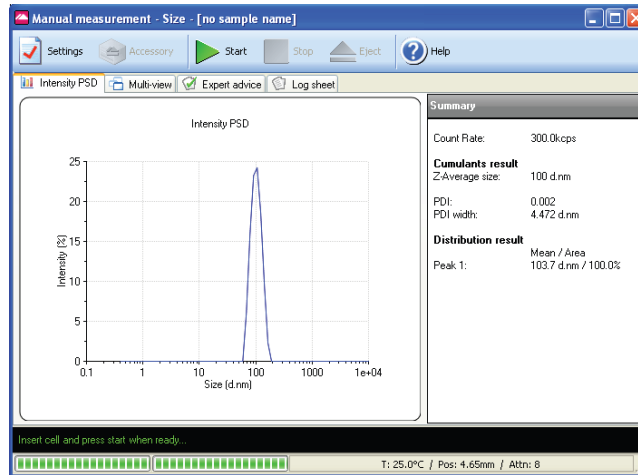 Manual measurement - Size - [no sample name]
Settings Accessory Start Stop Eject Help
Intensity PSD Multi-view Expert advice Log sheet
Intensity PSD
25
20
15
10
5
0
Intensity (%)
0.1 1 10 100 1000 1e+04
Size (d.nm)
Summary
Count Rate: 300.0kcps
Cumulants result
Z-Average size: 100 d.nm
PDI: 0.002
PDI width: 4.472 d.nm
Distribution result
Mean / Area
Peak 1: 103.7 d.nm / 100.0%
Insert cell and press start when ready...
T: 25.0°C / Pos: 4.65mm / Attn: 8